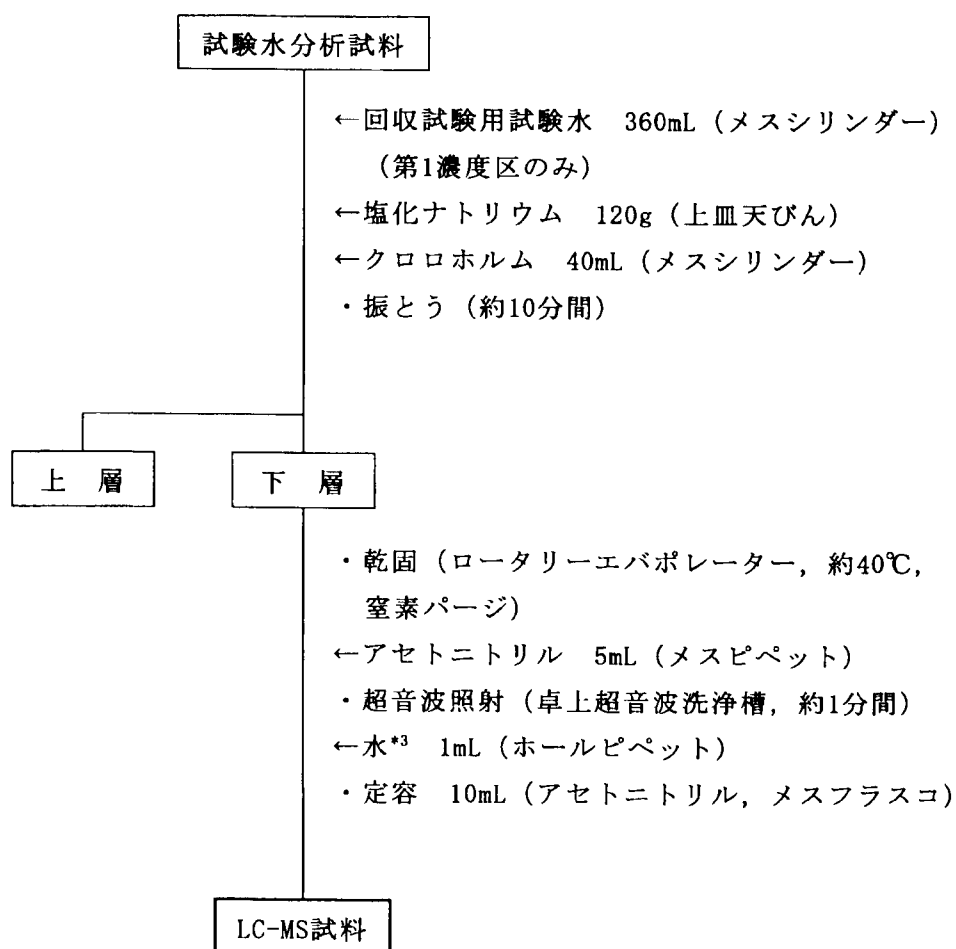 試験水分析試料
←回収試験用試験水 360mL（メスシリンダー）
（第1濃度区のみ）
←塩化ナトリウム 120g（上皿天びん）
←クロロホルム 40mL（メスシリンダー）
・振とう（約10分間）
上 層
下 層
・乾固（ロータリーエバポレーター, 約40℃,
窒素パージ）
←アセトニトリル 5mL（メスピペット）
・超音波照射（卓上超音波洗浄槽, 約1分間）
←水*3 1mL（ホールピペット）
・定容 10mL（アセトニトリル, メスフラスコ）
LC-MS試料